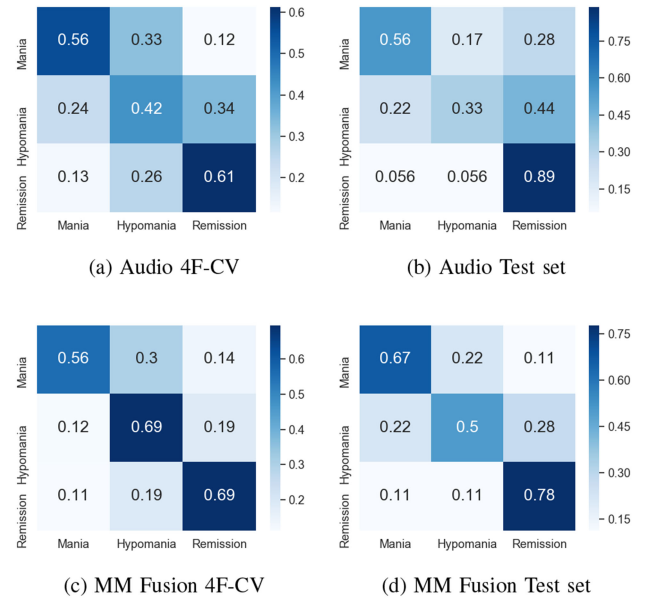 Mania 0.56 0.33 0.12
Hypomania 0.24 0.42 0.34
Remission 0.13 0.26 0.61
Mania Hypomania Remission
0.6
0.5
0.4
0.3
0.2
(a) Audio 4F-CV
Mania 0.56 0.17 0.28
Hypomania 0.22 0.33 0.44
Remission 0.056 0.056 0.89
Mania Hypomania Remission
0.75
0.60
0.45
0.30
0.15
(b) Audio Test set
Mania 0.56 0.3 0.14
Hypomania 0.12 0.69 0.19
Remission 0.11 0.19 0.69
Mania Hypomania Remission
0.6
0.5
0.4
0.3
0.2
(c) MM Fusion 4F-CV
Mania 0.67 0.22 0.11
Hypomania 0.22 0.5 0.28
Remission 0.11 0.11 0.78
Mania Hypomania Remission
0.75
0.60
0.45
0.30
0.15
(d) MM Fusion Test set